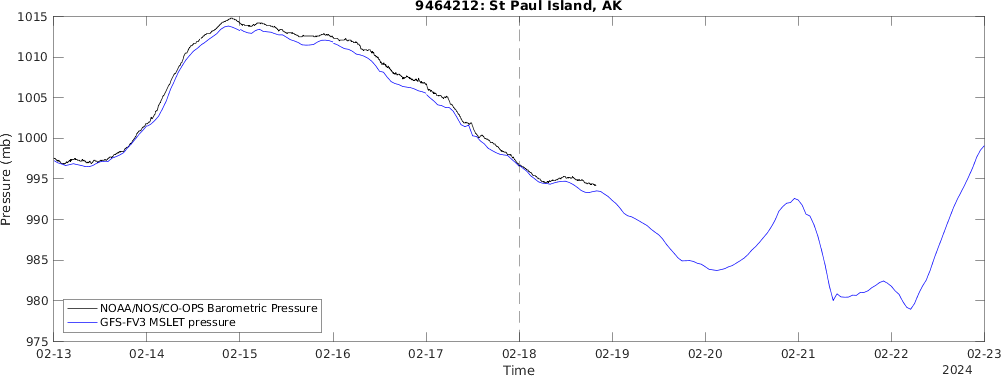 9464212: St Paul Island, AK
1015
1010
1005
1000
995
990
985
980
975
Pressure (mb)
NOAA/NOS/CO-OPS Barometric Pressure
GFS-FV3 MSLET pressure
02-13 02-14 02-15 02-16 02-17 02-18 02-19 02-20 02-21 02-22 02-23
Time
2024